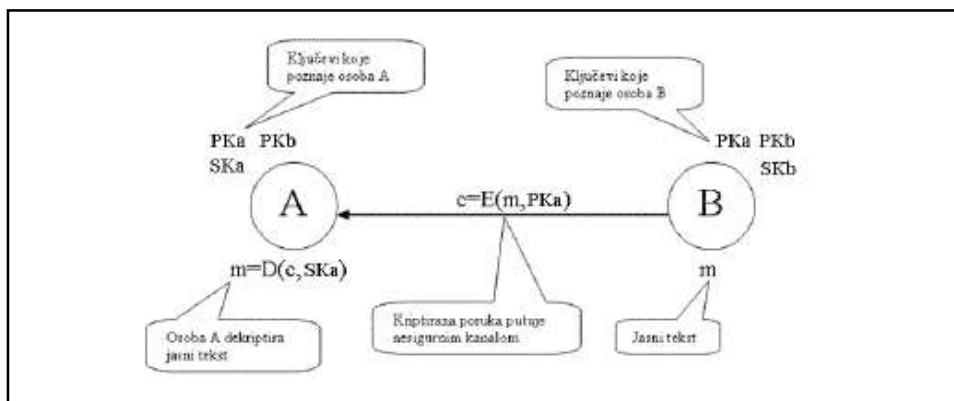 Ključevi koje
poznaje osoba A
Ključevi koje
poznaje osoba B
PKa PKb
SKa
PKa PKb
SKb
A
c=E(m,PKa)
B
m=D(c,SKa)
m
Osoba A dekriptira
jasni tekst
Kriptirana poruka putuje
nesigurnim kanalom
Jasni tekst